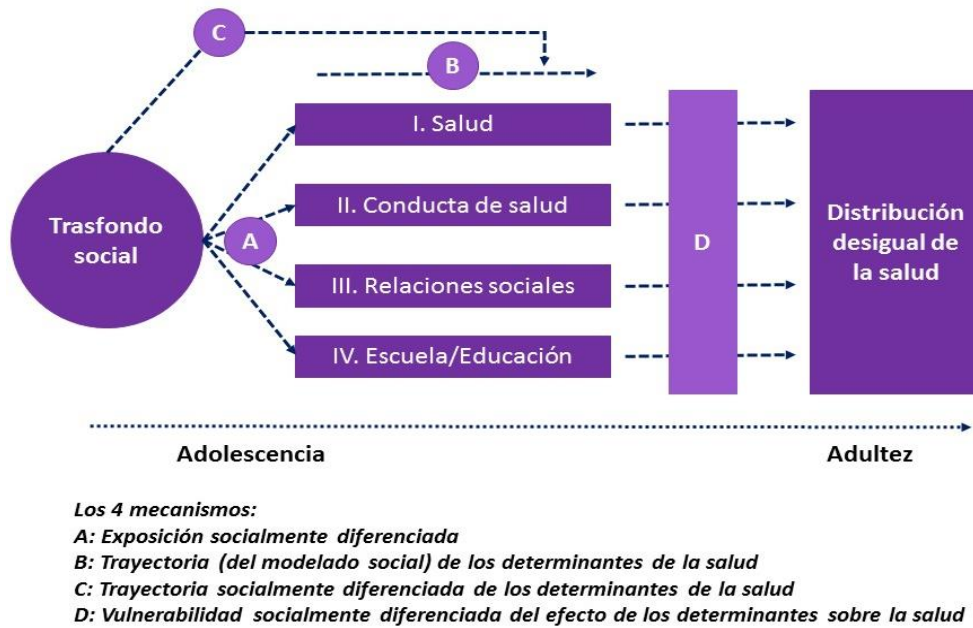 C
B
I. Salud
Trasfondo
social
A
II. Conducta de salud
III. Relaciones sociales
IV. Escuela/Educación
D
Distribución
desigual de
la salud
Adolescencia
Adultez
Los 4 mecanismos:
A: Exposición socialmente diferenciada
B: Trayectoria (del modelado social) de los determinantes de la salud
C: Trayectoria socialmente diferenciada de los determinantes de la salud
D: Vulnerabilidad socialmente diferenciada del efecto de los determinantes sobre la salud